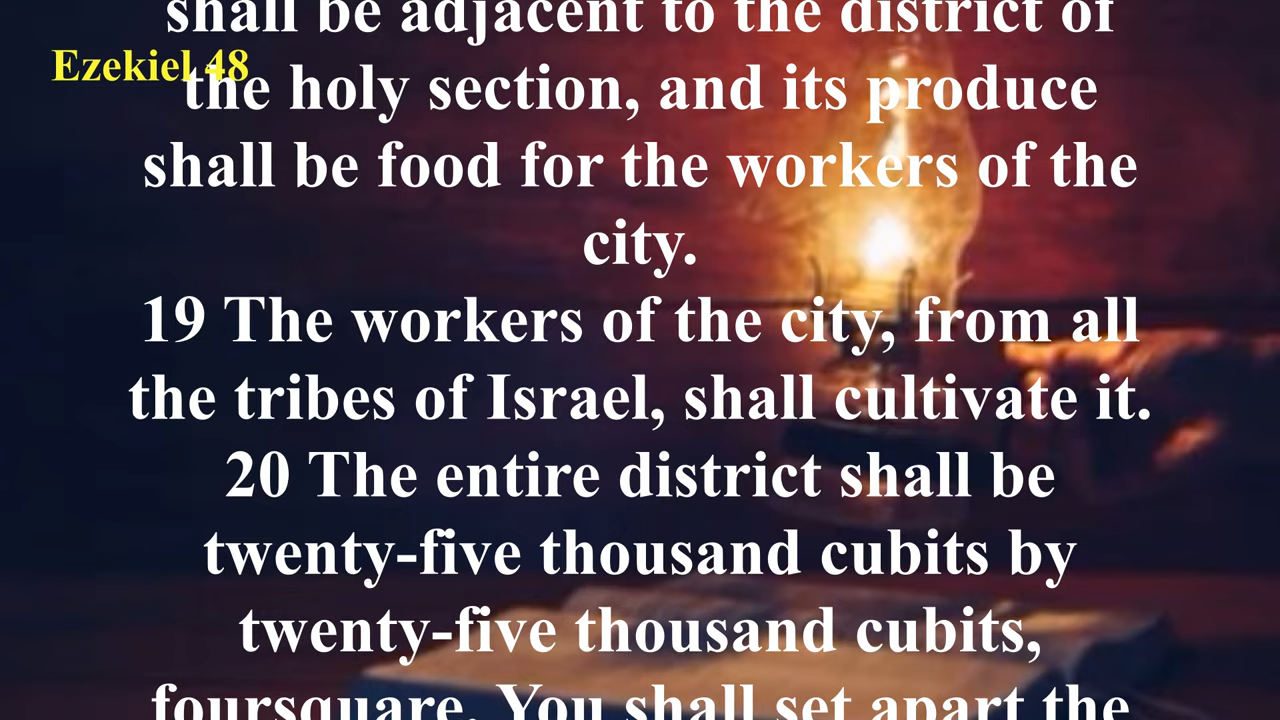 shall be adjacent to the district of
Ezekiel 48
the holy section, and its produce
shall be food for the workers of the
city.
19 The workers of the city, from all
the tribes of Israel, shall cultivate it.
20 The entire district shall be
twenty-five thousand cubits by
twenty-five thousand cubits,
foursquare. You shall set apart the